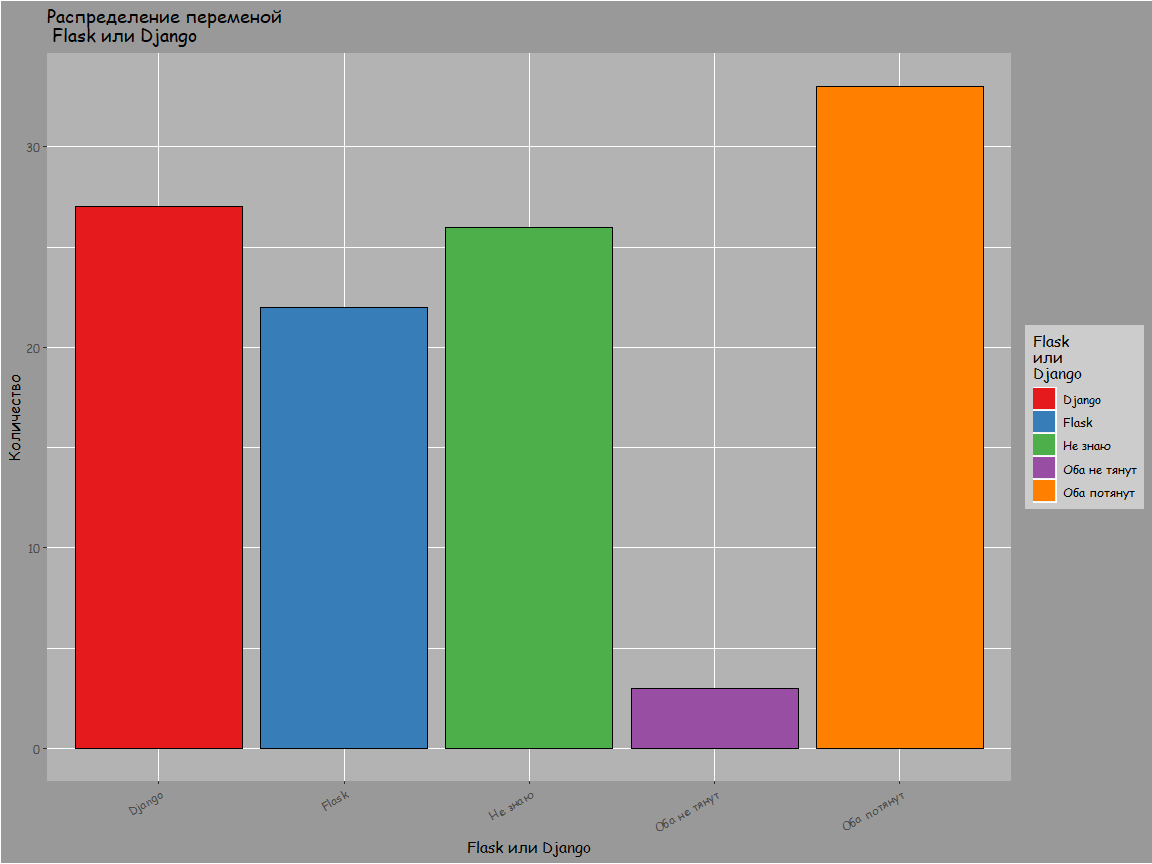 Распределение переменой
Flask или Django
Количество
30
20
10
0
Django
Flask
Не знаю
Оба не тянут
Оба потянут
Flask или Django
Flask
или
Django
Django
Flask
Не знаю
Оба не тянут
Оба потянут